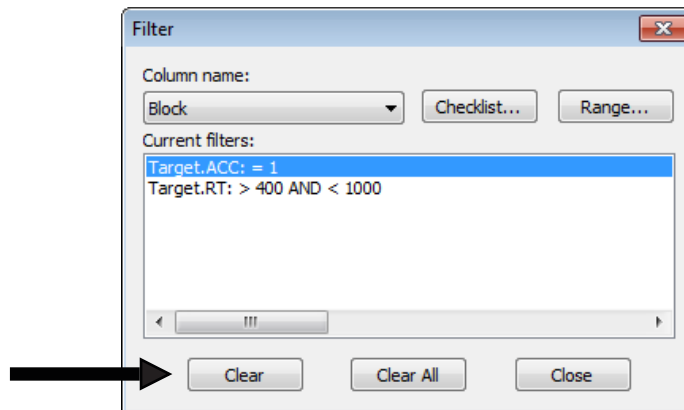 Filter
Column name:
Block
Checklist...
Range...
Current filters:
Target.ACC: = 1
Target.RT: > 400 AND < 1000
Clear
Clear All
Close